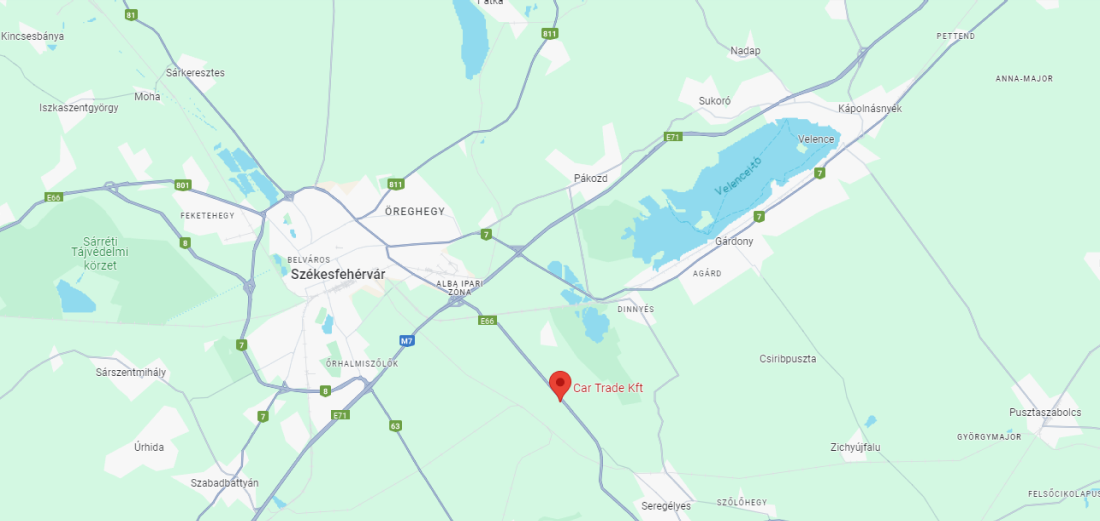 Pátka
81
811
Kincsesbánya
PETTEND
Nadap
Sárkeresztes
ANNA-MAJOR
Moha
Iszkaszentgyörgy
Sukoró
Kápolnásnyék
E71
Velence
Velencei-tó
7
Pákozd
801
811
E66
FEKETEHEGY
ÖREGHEGY
7
7
8
Sárréti
Tájvédelmi
körzet
Gárdony
BELVÁROS
Székesfehérvár
AGÁRD
ALBA IPARI
ZÓNA
DINNYÉS
E66
M7
7
ŐRHALMISZŐLŐK
Csiribpuszta
Sárszentmihály
8
Car Trade Kft
7
E71
63
Pusztaszabolcs
GYÖRGYMAJOR
Úrhida
Zichyújfalu
Szabadbattyán
SZŐLŐHEGY
Seregélyes
FELSŐCIKOLAPUS